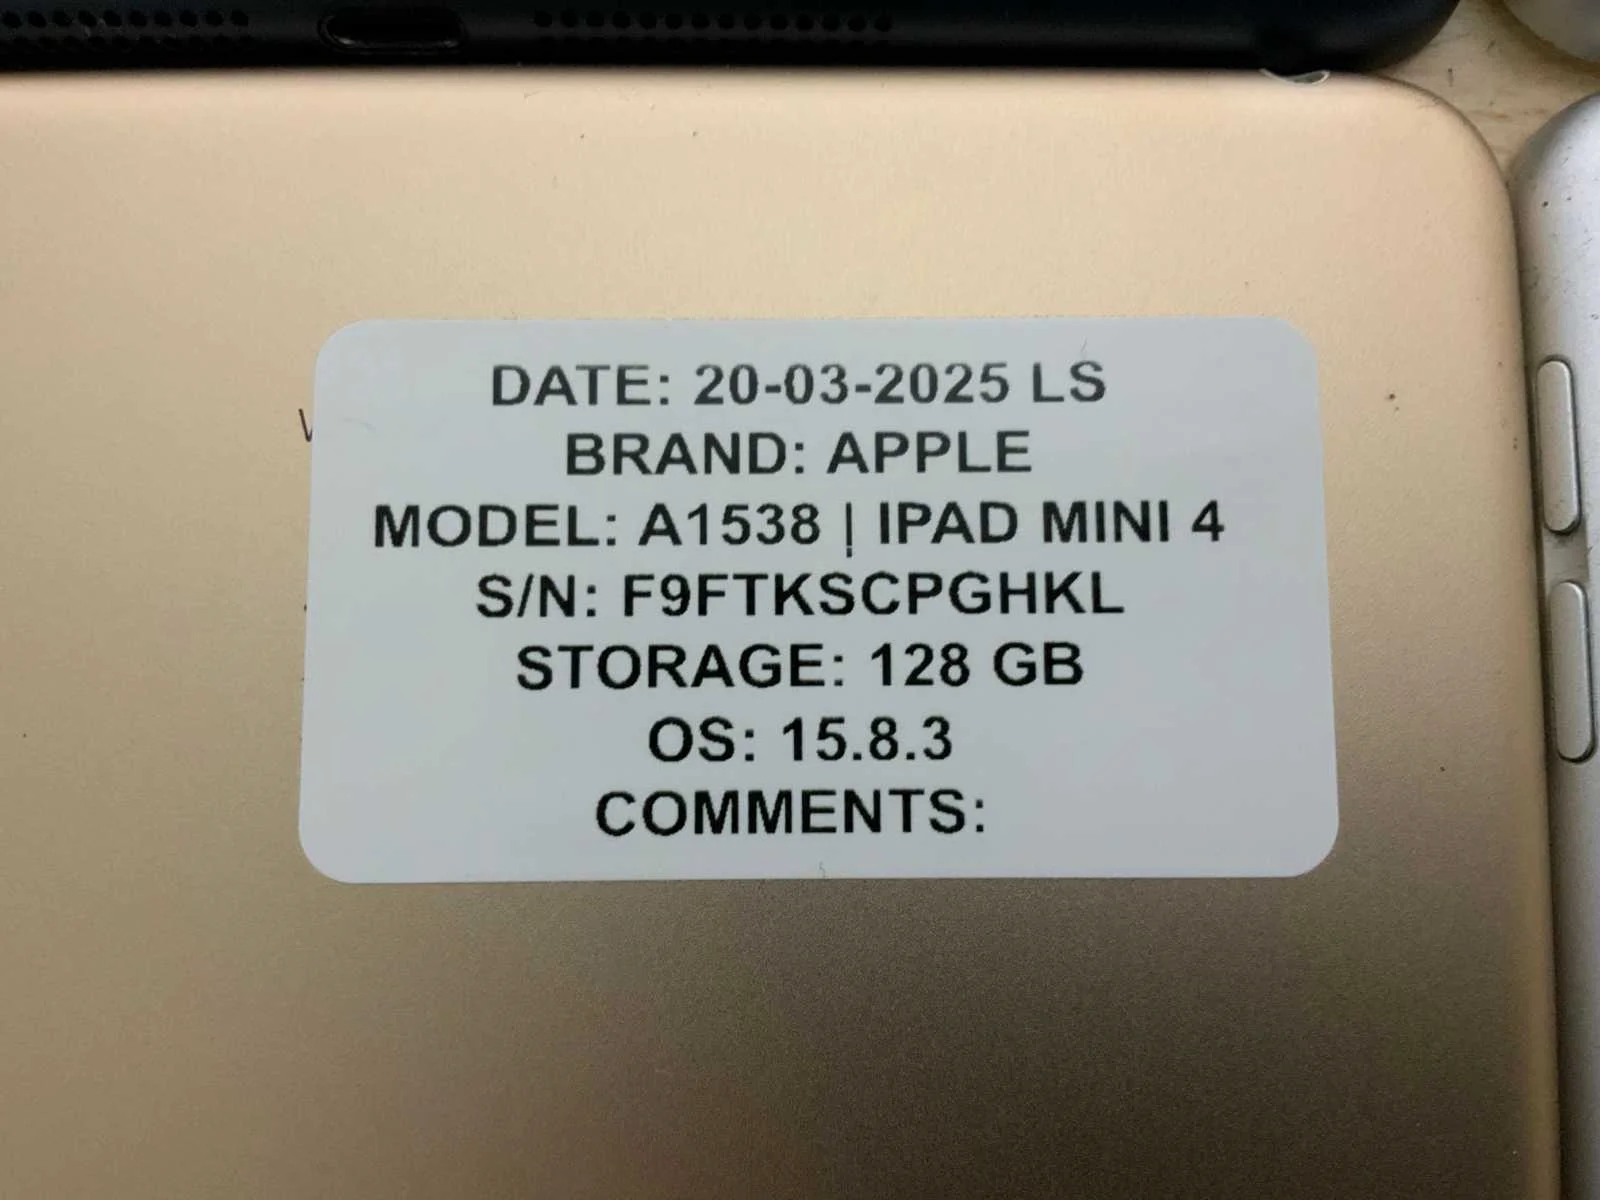 DATE: 20-03-2025 LS
BRAND: APPLE
MODEL: A1538 | IPAD MINI 4
S/N: F9FTKSCPGHKL
STORAGE: 128 GB
OS: 15.8.3
COMMENTS: